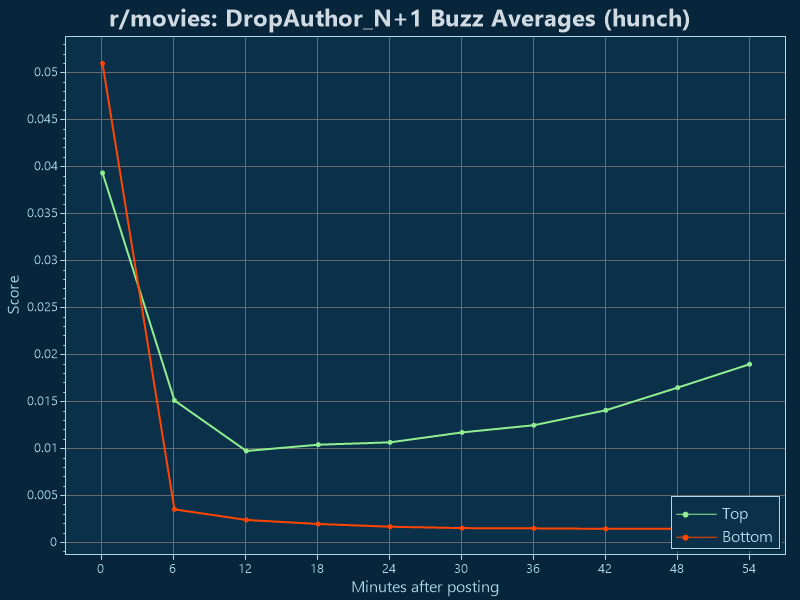 r/movies: DropAuthor_N+1 Buzz Averages (hunch)
Score
0.05
0.045
0.04
0.035
0.03
0.025
0.02
0.015
0.01
0.005
0
Top
Bottom
0 6 12 18 24 30 36 42 48 54
Minutes after posting